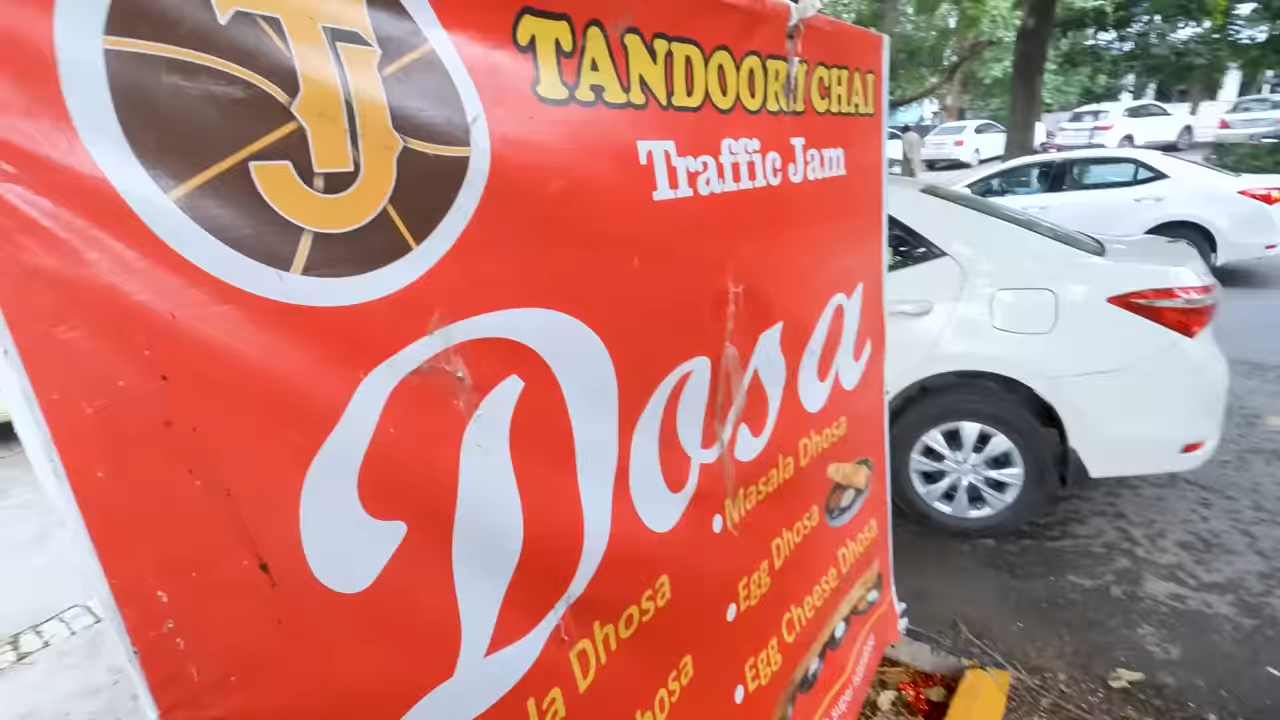 TJ
TANDOORI CHAI
Traffic Jam
Dosa
Masala Dhosa
Egg Dhosa
Egg Cheese Dhosa
Dhosa